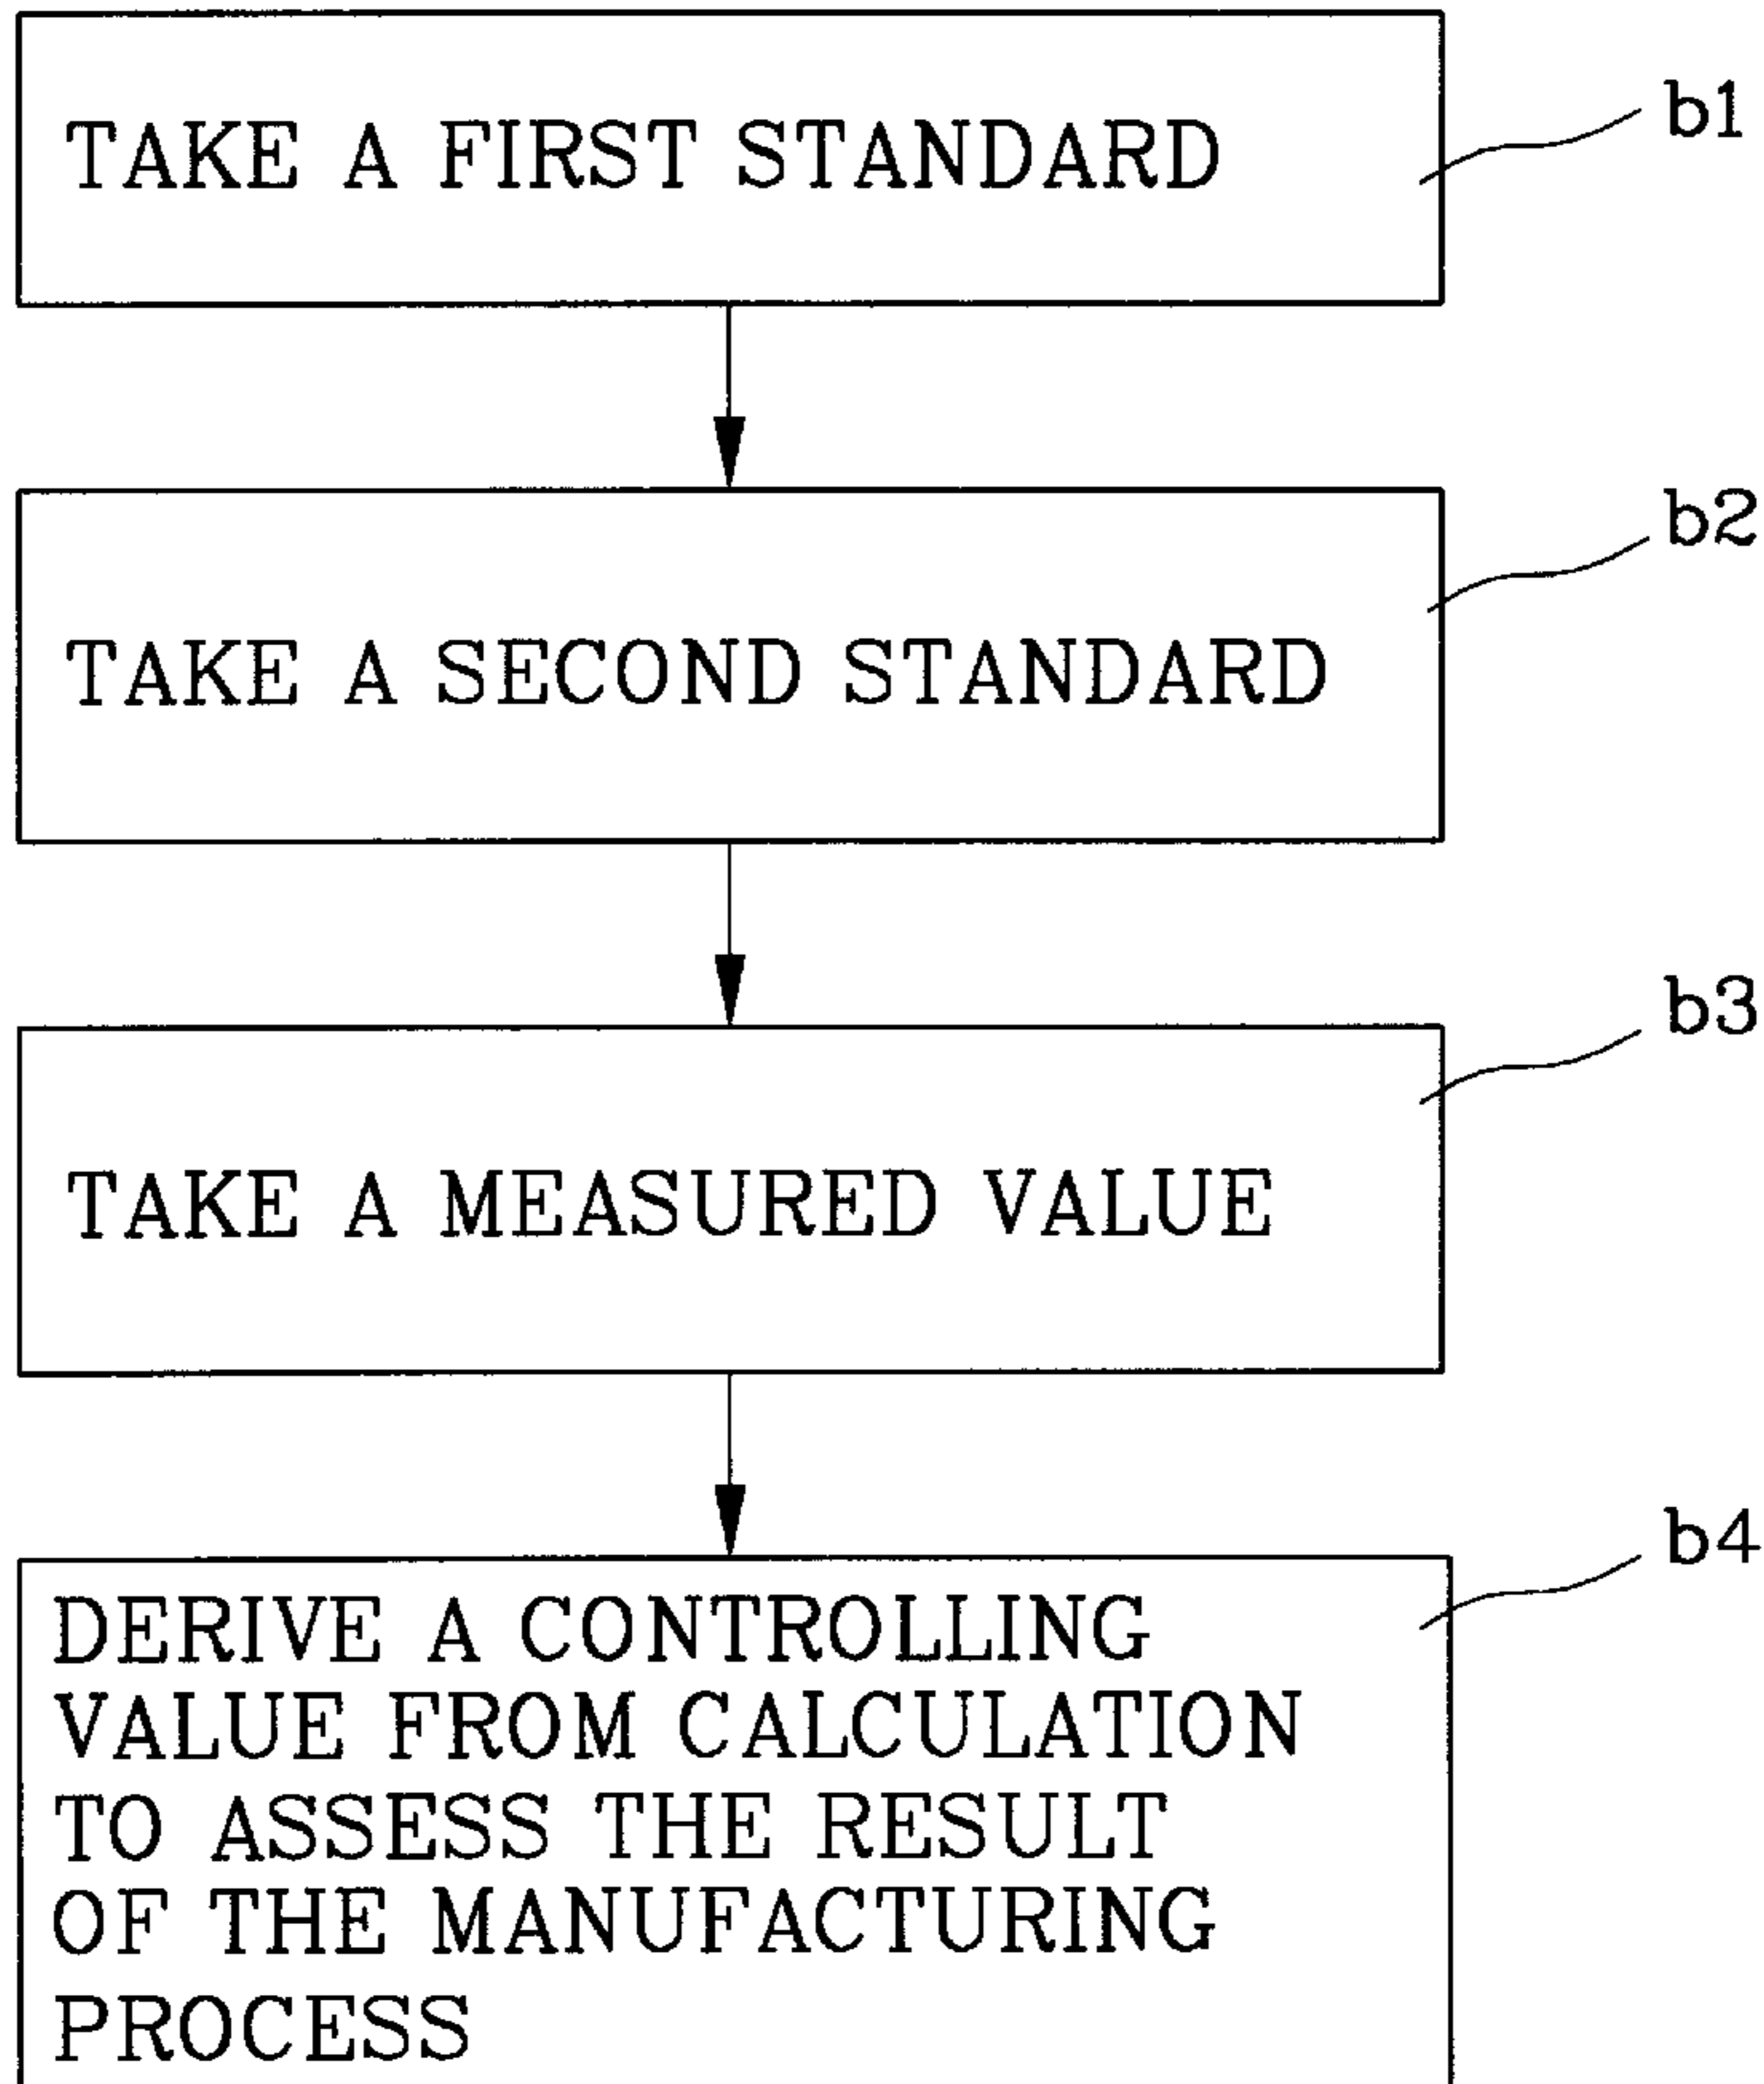 TAKE A FIRST STANDARD
b1
TAKE A SECOND STANDARD
b2
TAKE A MEASURED VALUE
b3
DERIVE A CONTROLLING
VALUE FROM CALCULATION
TO ASSESS THE RESULT
OF THE MANUFACTURING
PROCESS
b4